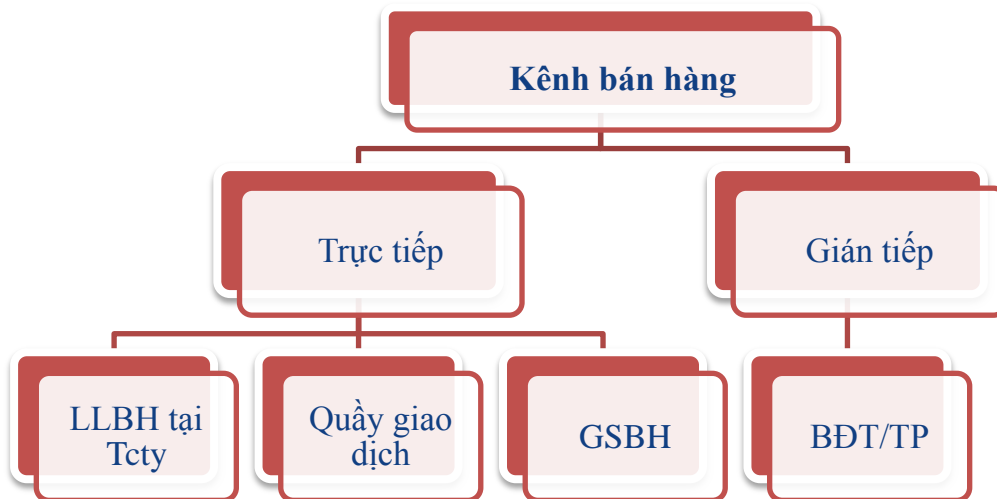 Kênh bán hàng
Trực tiếp
Gián tiếp
LLBH tại
Tcty
Quầy giao
dịch
GSBH
BĐT/TP